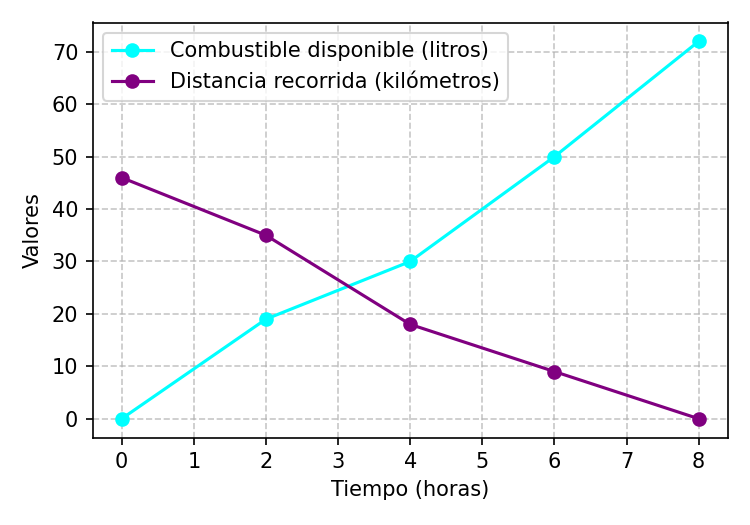 Combustible disponible (litros)
Distancia recorrida (kilómetros)
70
60
50
40
30
20
10
0
Valores
0 1 2 3 4 5 6 7 8
Tiempo (horas)